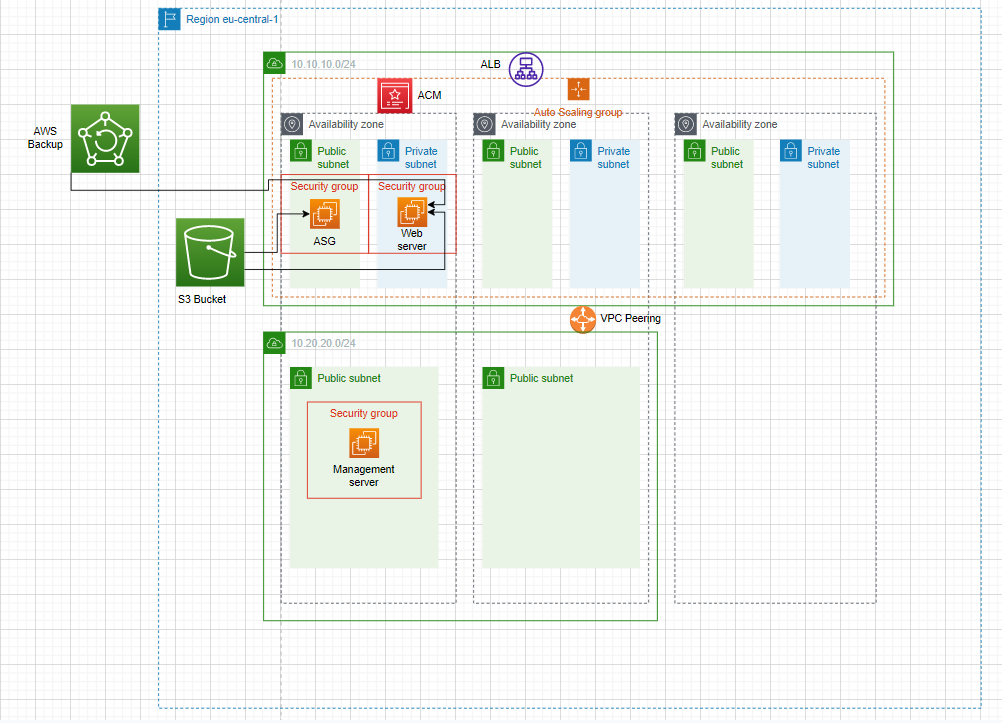 Region eu-central-1
10.10.10.0/24
ALB
ACM
Auto Scaling group
AWS
Backup
Availability zone
Availability zone
Availability zone
Public
subnet
Private
subnet
Public
subnet
Private
subnet
Public
subnet
Private
subnet
Security group
Security group
ASG
Web
server
S3 Bucket
VPC Peering
10.20.20.0/24
Public subnet
Public subnet
Security group
Management
server